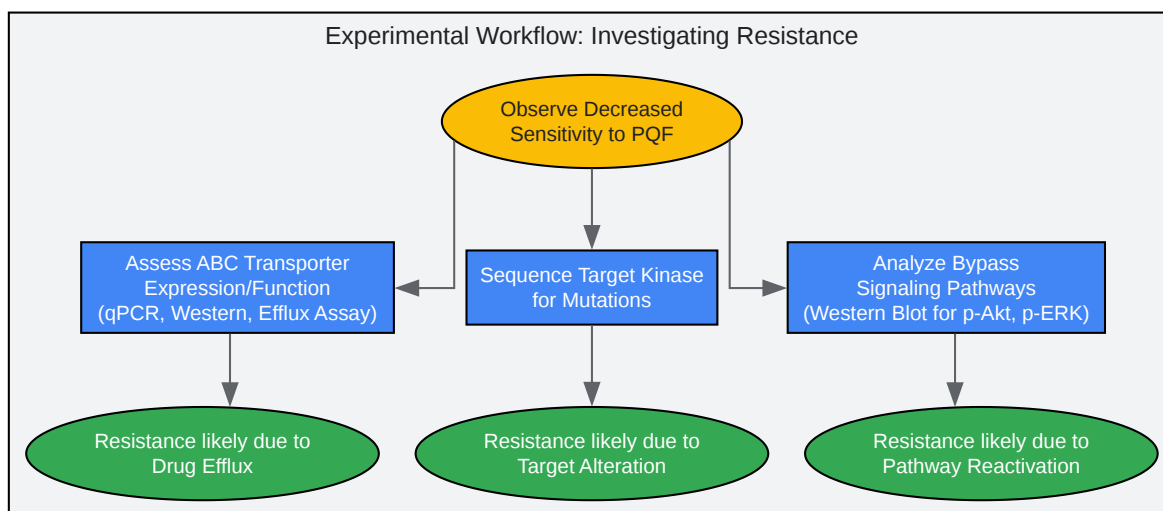 Experimental Workflow: Investigating Resistance
Observe Decreased
Sensitivity to PQF
Assess ABC Transporter
Expression/Function
(qPCR, Western, Efflux Assay)
Sequence Target Kinase
for Mutations
Analyze Bypass
Signaling Pathways
(Western Blot for p-Akt, p-ERK)
Resistance likely due to
Drug Efflux
Resistance likely due to
Target Alteration
Resistance likely due to
Pathway Reactivation